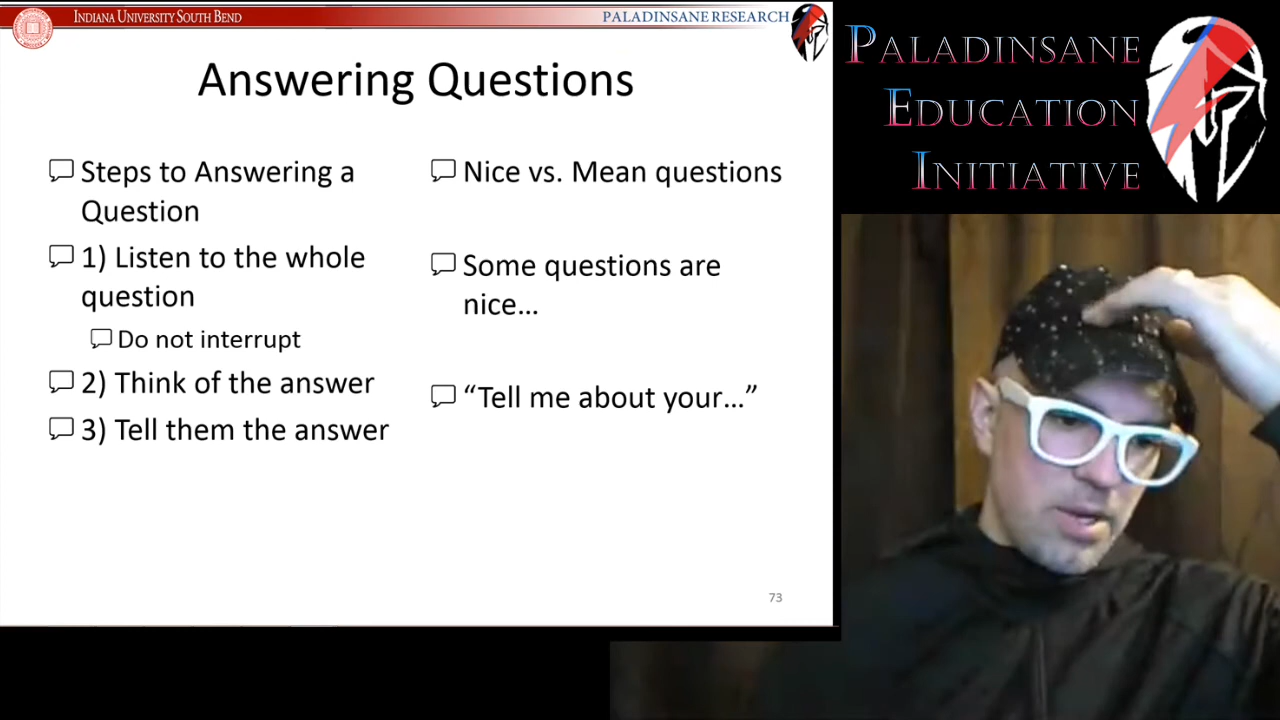 INDIANA UNIVERSITY SOUTH BEND
PALADINSANE RESEARCH
Answering Questions
Steps to Answering a
Question
1) Listen to the whole
question
Do not interrupt
2) Think of the answer
3) Tell them the answer
Nice vs. Mean questions
Some questions are
nice…
“Tell me about your…”
73
PALADINSANE
EDUCATION
INITIATIVE